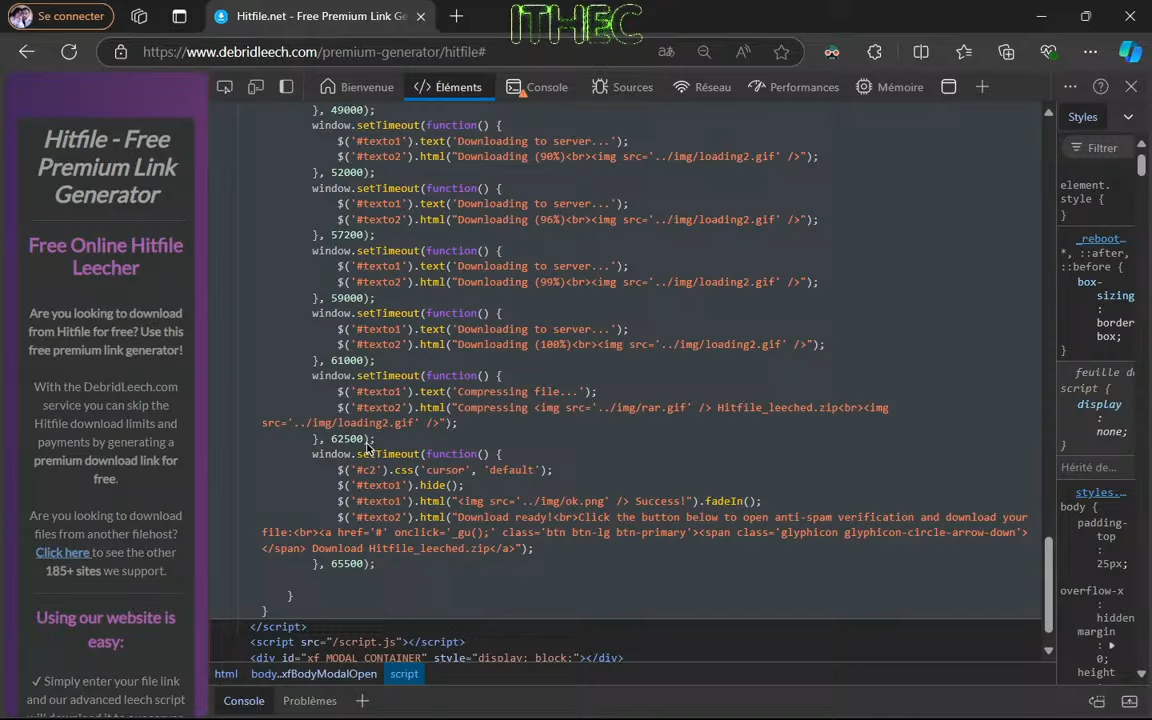 ITHEC
Se connecter
Hitfile.net - Free Premium Link Ge
https://www.debridleech.com/premium-generator/hitfile#
Bienvenue
Éléments
Console
Sources
Réseau
Performances
Mémoire
Hitfile - Free
Premium Link
Generator
Free Online Hitfile
Leecher
Are you looking to download
from Hitfile for free? Use this
free premium link generator!
With the DebridLeech.com
service you can skip the
Hitfile download limits and
payments by generating a
premium download link for
free.
Are you looking to download
files from another filehost?
Click here to see the other
185+ sites we support.
Using our website is
easy:
✓ Simply enter your file link
and our advanced leech script
}, 49000);
window.setTimeout(function() {
$('#texto1').text('Downloading to server...');
$('#texto2').html("Downloading (90%)<br><img src='../img/loading2.gif' />");
}, 52000);
window.setTimeout(function() {
$('#texto1').text('Downloading to server...');
$('#texto2').html("Downloading (96%)<br><img src='../img/loading2.gif' />");
}, 57200);
window.setTimeout(function() {
$('#texto1').text('Downloading to server...');
$('#texto2').html("Downloading (99%)<br><img src='../img/loading2.gif' />");
}, 59000);
window.setTimeout(function() {
$('#texto1').text('Downloading to server...');
$('#texto2').html("Downloading (100%)<br><img src='../img/loading2.gif' />");
}, 61000);
window.setTimeout(function() {
$('#texto1').text('Compressing file...');
$('#texto2').html("Compressing <img src='../img/rar.gif' /> Hitfile_leeched.zip<br><img
src='../img/loading2.gif' />");
}, 62500);
window.setTimeout(function() {
$('#c2').css('cursor', 'default');
$('#texto1').hide();
$('#texto1').html("<img src='../img/ok.png' /> Success!").fadeIn();
$('#texto2').html("Download ready!<br>Click the button below to open anti-spam verification and download your
file:<br><a href='#' onclick='_gu();' class='btn btn-lg btn-primary'><span class='glyphicon glyphicon-circle-arrow-down'>
</span> Download Hitfile_leeched.zip</a>");
}, 65500);
}
}
</script>
<script src="/script.js"></script>
<div id="xf_MODAL_CONTAINER" style="display: block;"></div>
html
body.xfBodyModalOpen
script
Console
Problèmes
Styles
Filtrer
element.
style {
}
_reboot…
*, ::after,
::before {
box-
sizing
:
border
box;
}
feuille d
script {
display
:
none;
}
Hérité de…
styles.…
body {
padding-
top
:
25px;
overflow-x
:
hidden
margin
: ▶
0;
height